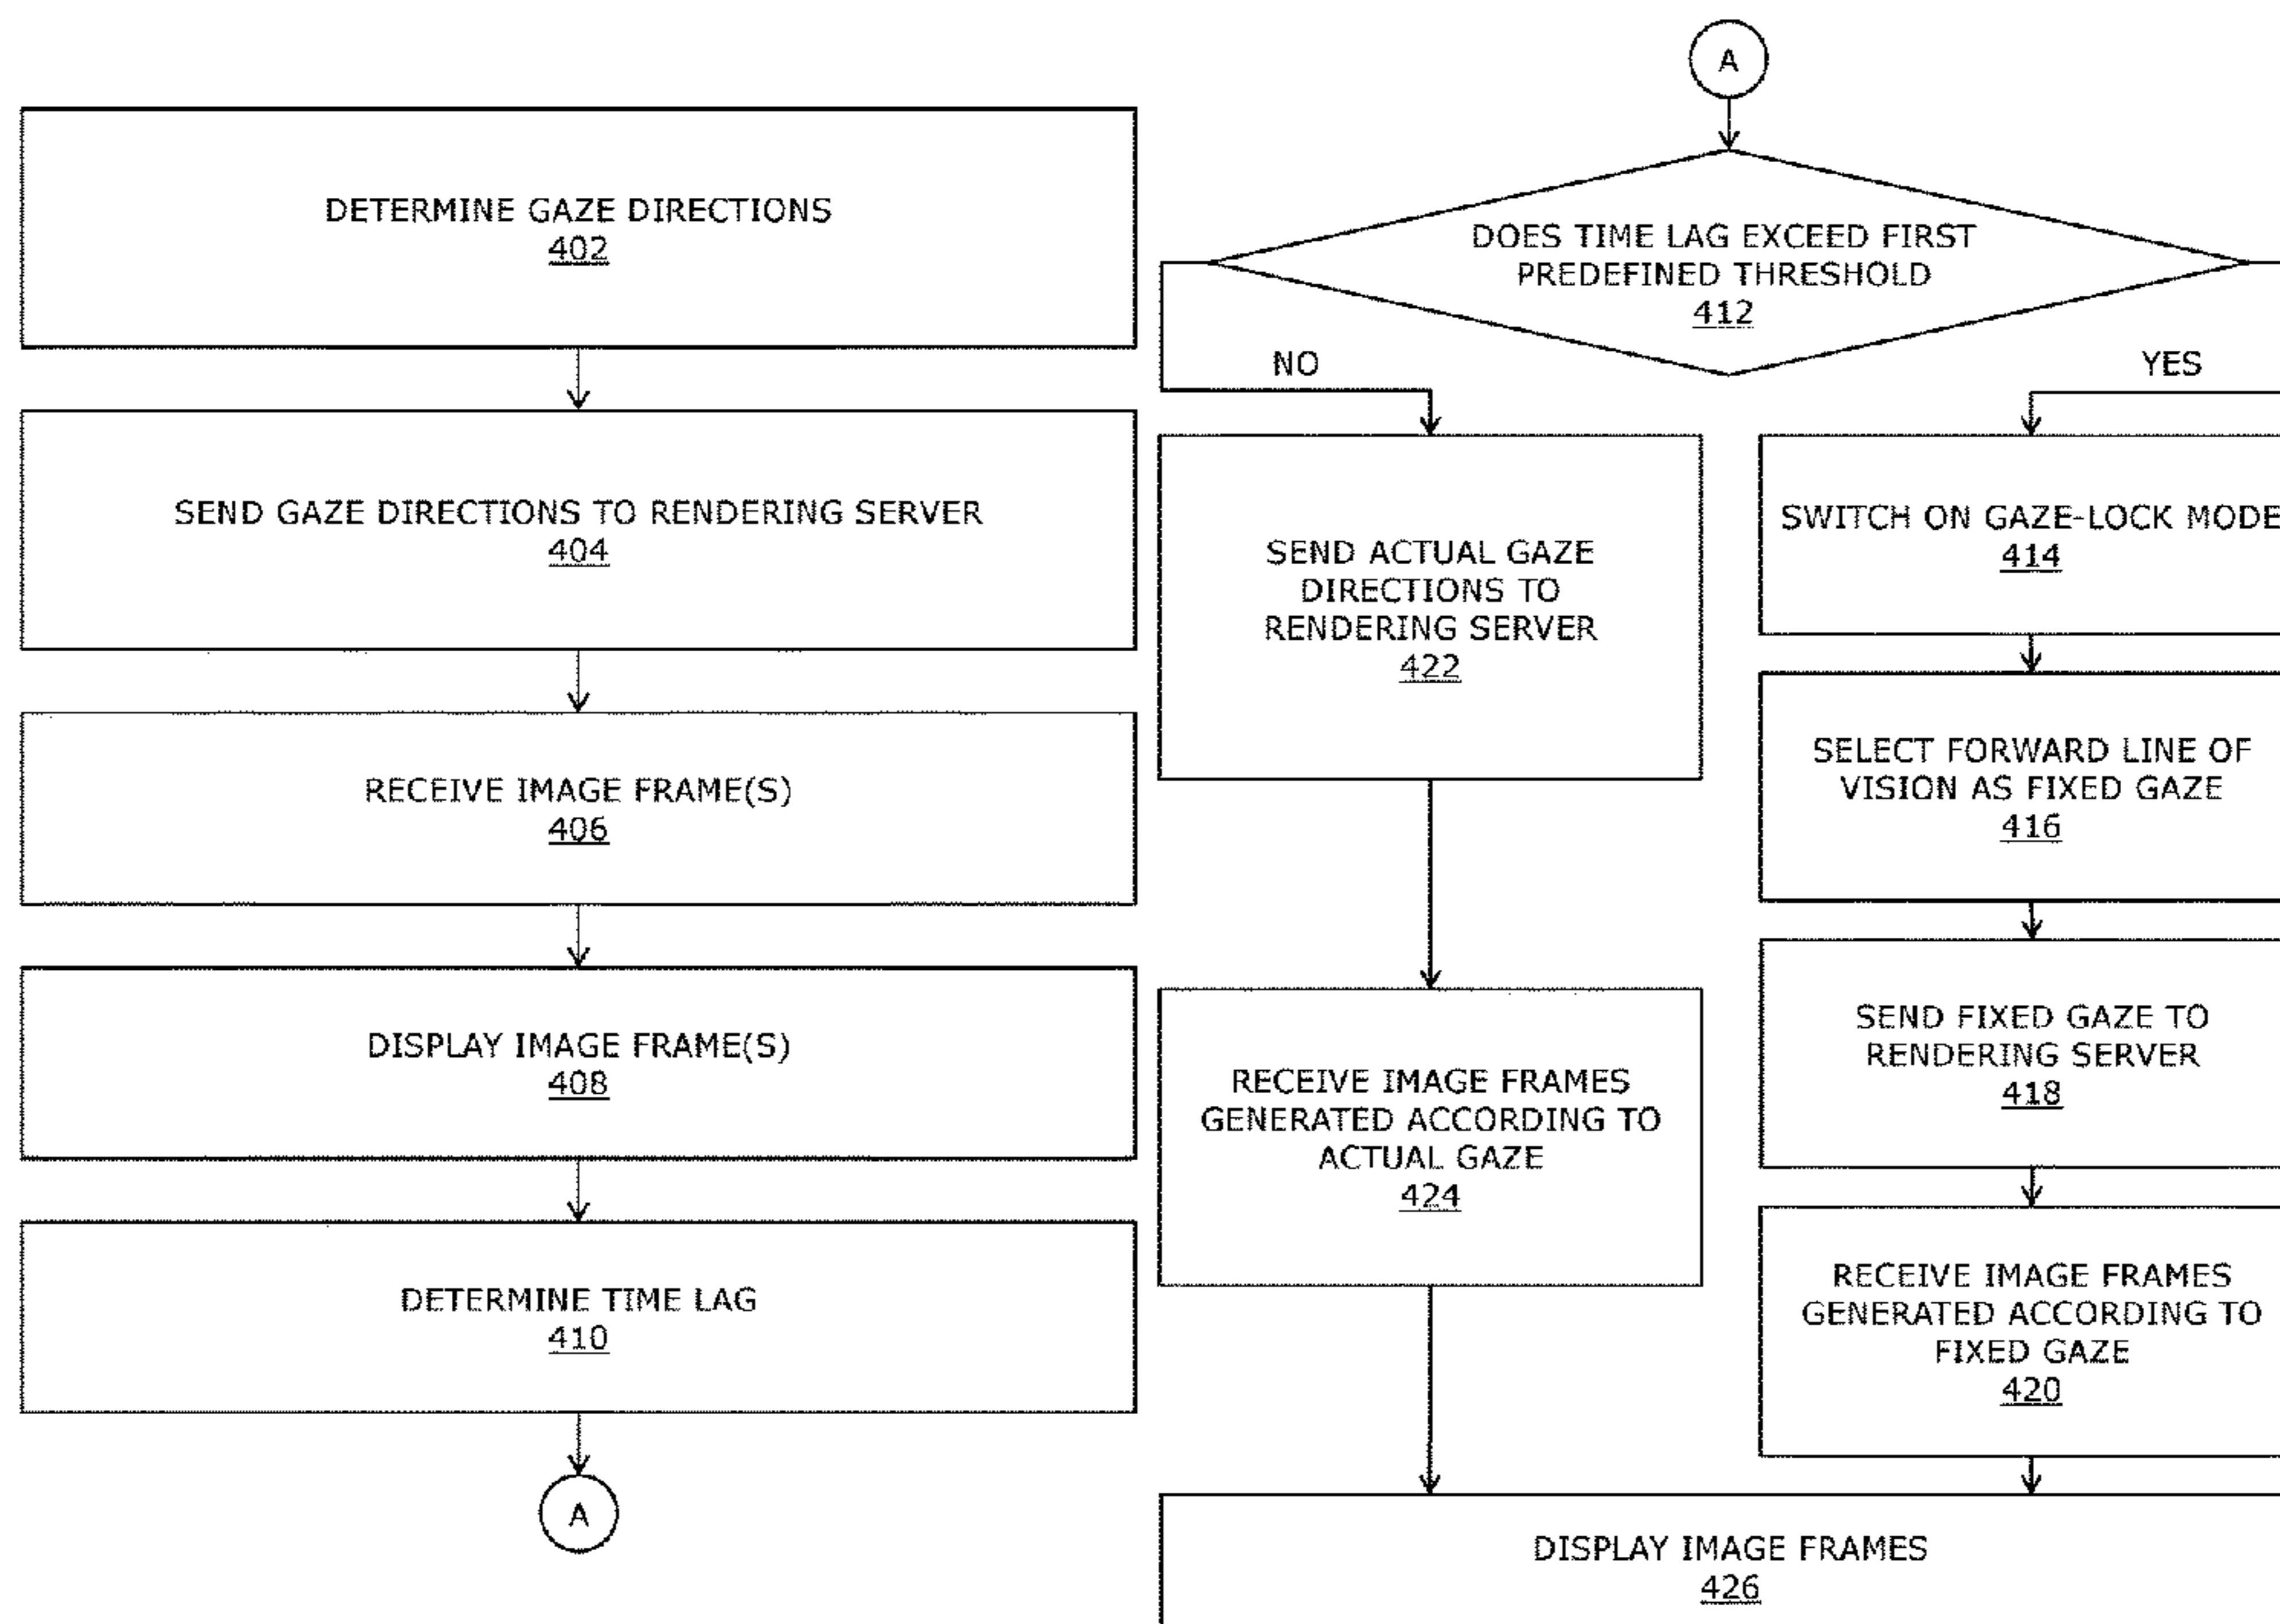 DETERMINE GAZE DIRECTIONS
402
SEND GAZE DIRECTIONS TO RENDERING SERVER
404
RECEIVE IMAGE FRAME(S)
406
DISPLAY IMAGE FRAME(S)
408
DETERMINE TIME LAG
410
A
A
DOES TIME LAG EXCEED FIRST
PREDEFINED THRESHOLD
412
NO
YES
SEND ACTUAL GAZE
DIRECTIONS TO
RENDERING SERVER
422
RECEIVE IMAGE FRAMES
GENERATED ACCORDING TO
ACTUAL GAZE
424
SWITCH ON GAZE-LOCK MODE
414
SELECT FORWARD LINE OF
VISION AS FIXED GAZE
416
SEND FIXED GAZE TO
RENDERING SERVER
418
RECEIVE IMAGE FRAMES
GENERATED ACCORDING TO
FIXED GAZE
420
DISPLAY IMAGE FRAMES
426